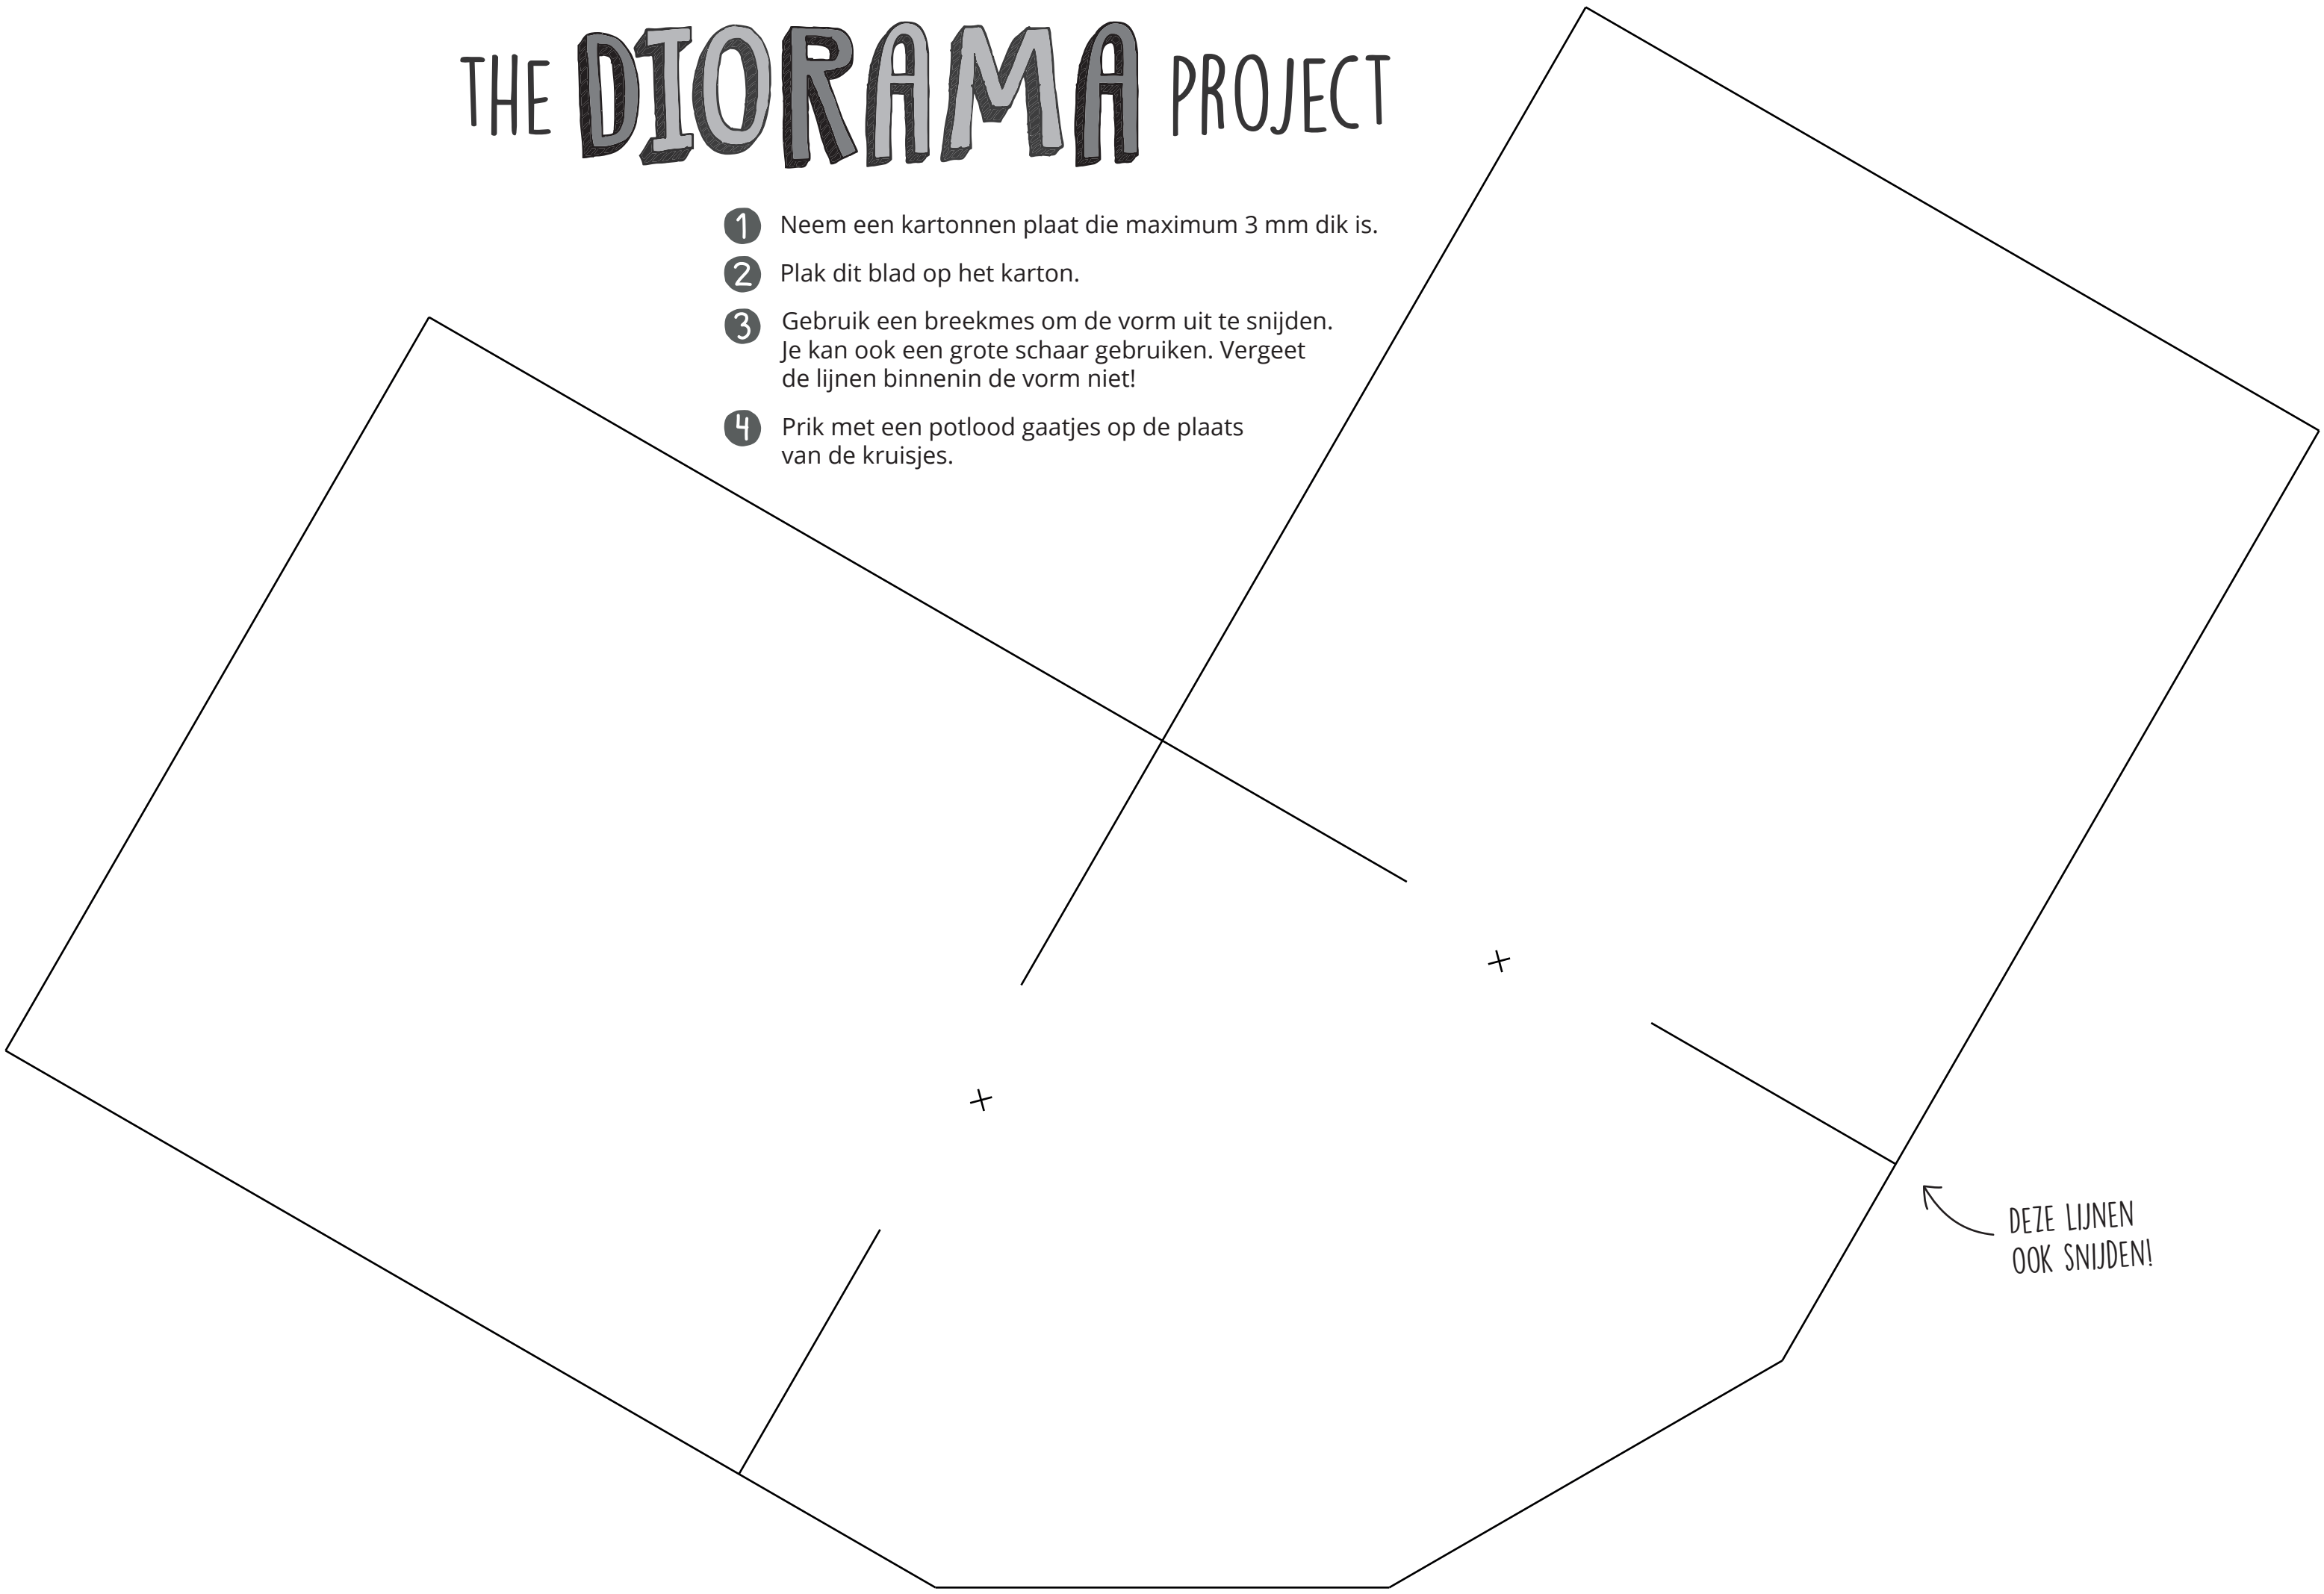 THE DIORAMA PROJECT
1 Neem een kartonnen plaat die maximum 3 mm dik is.
2 Plak dit blad op het karton.
3 Gebruik een breekmes om de vorm uit te snijden.
Je kan ook een grote schaar gebruiken. Vergeet
de lijnen binnenin de vorm niet!
4 Prik met een potlood gaatjes op de plaats
van de kruisjes.
DEZE LIJNEN
OOK SNIJDEN!